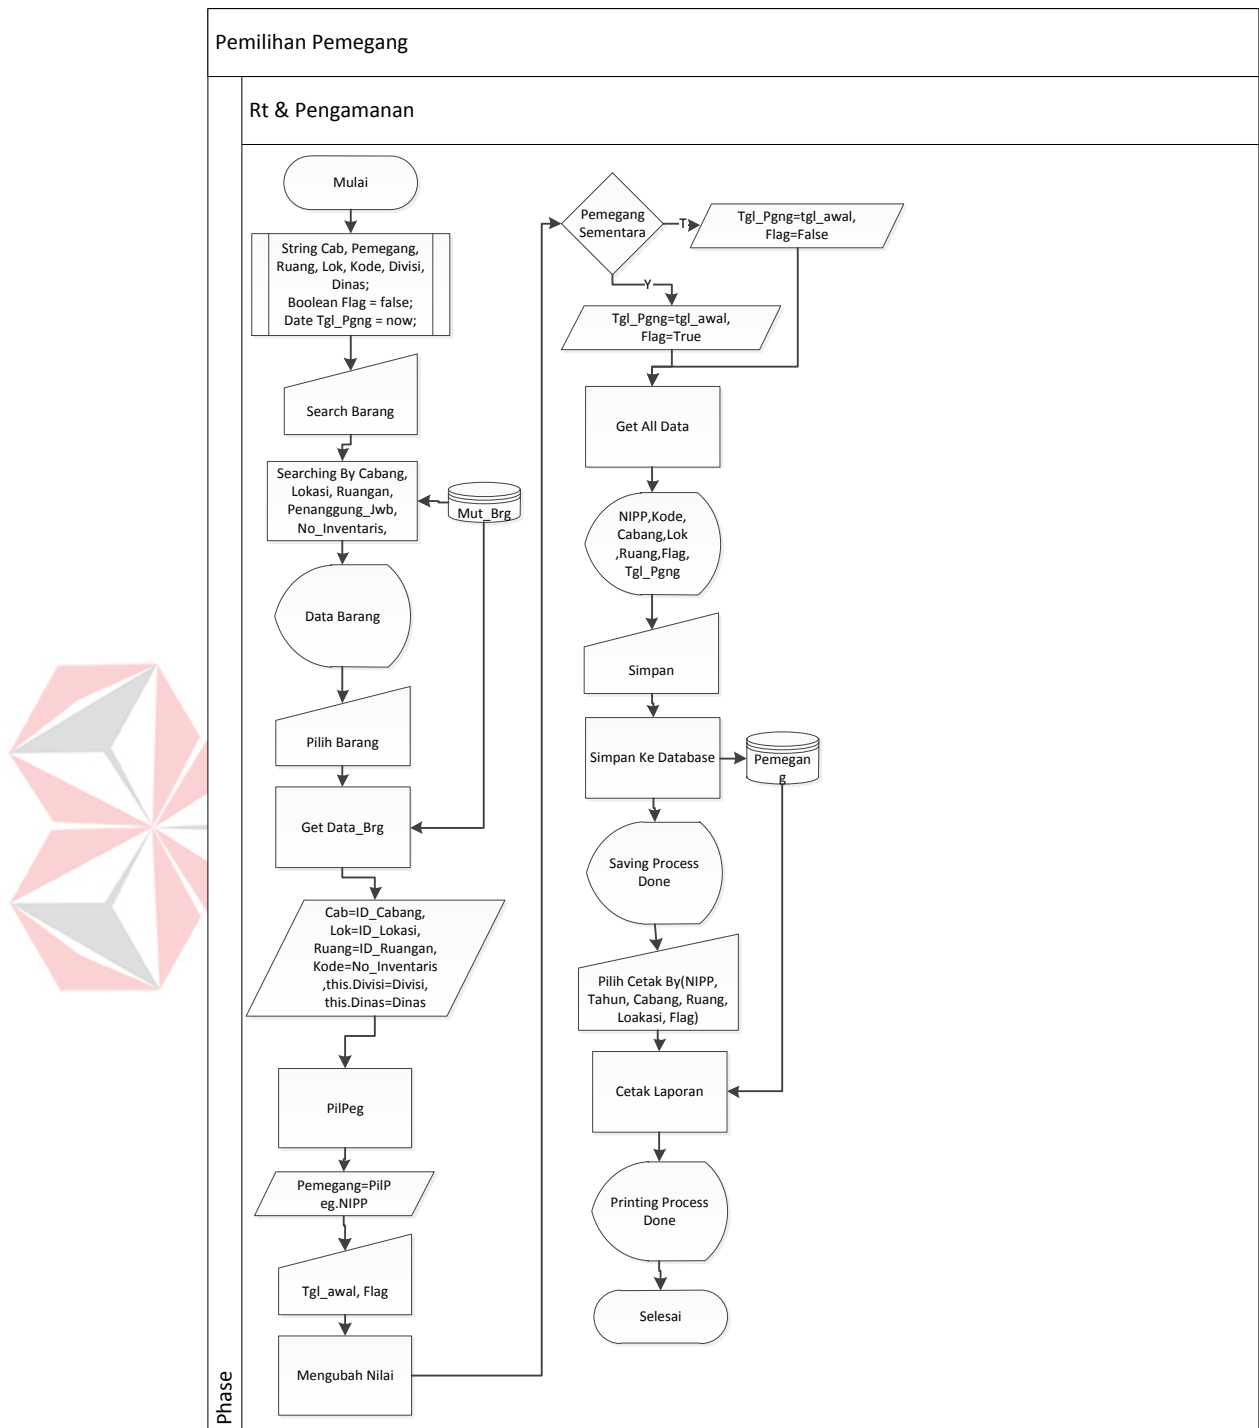 Pemilihan Pemegang
Rt & Pengamanan
Phase
Mulai
String Cab, Pemegang,
Ruang, Lok, Kode, Divisi,
Dinas;
Boolean Flag = false;
Date Tgl_Pgng = now;
Search Barang
Searching By Cabang,
Lokasi, Ruangan,
Penanggung_Jwb,
No_Inventaris,
Mut_Brg
Data Barang
Pilih Barang
Get Data_Brg
Cab=ID_Cabang,
Lok=ID_Lokasi,
Ruang=ID_Ruangan,
Kode=No_Inventaris
,this.Divisi=Divisi,
this.Dinas=Dinas
PilPeg
Pemegang=PilP
eg.NIPP
Tgl_awal, Flag
Mengubah Nilai
Pemegang
Sementara
T
Tgl_Pgng=tgl_awal,
Flag=False
Y
Tgl_Pgng=tgl_awal,
Flag=True
Get All Data
NIPP,Kode,
Cabang,Lok
,Ruang,Flag,
Tgl_Pgng
Simpan
Simpan Ke Database
Pemegan
g
Saving Process
Done
Pilih Cetak By(NIPP,
Tahun, Cabang, Ruang,
Loakasi, Flag)
Cetak Laporan
Printing Process
Done
Selesai